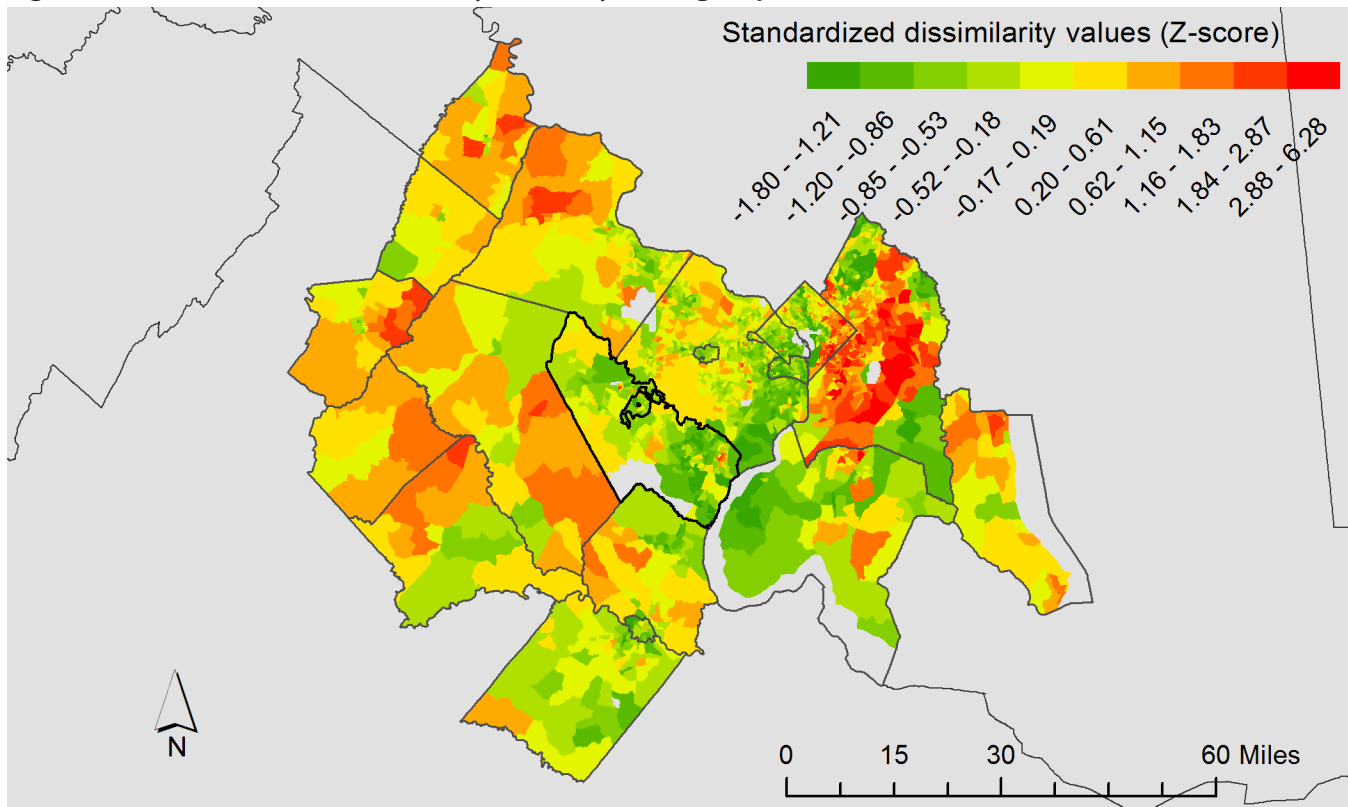 Standardized dissimilarity values (Z-score)
-1.80 - -1.21
-1.20 - -0.86
-0.85 - -0.53
-0.52 - -0.18
-0.17 - 0.19
0.20 - 0.61
0.62 - 1.15
1.16 - 1.83
1.84 - 2.87
2.88 - 6.28
N
0 15 30 60 Miles